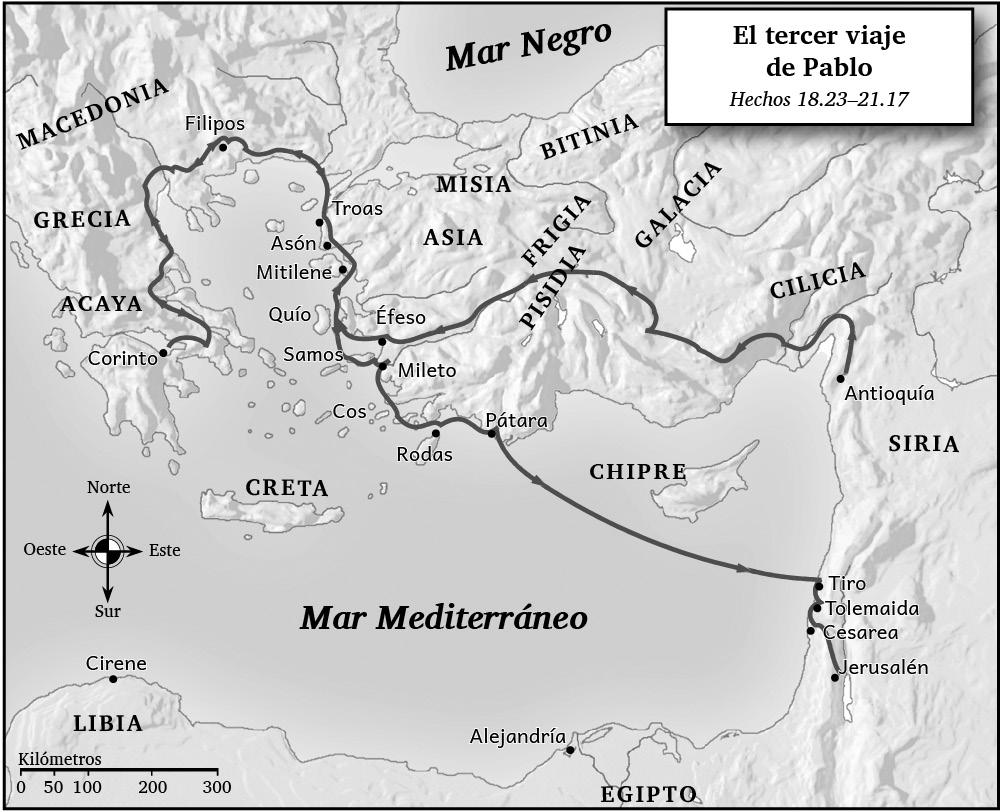 El tercer viaje
de Pablo
Hechos 18.23–21.17
Mar Negro
MACEDONIA
Filipos
BITINIA
MISIA
GALACIA
FRIGIA
Troas
GRECIA
ASIA
Asón
Mitilene
PISIDIA
CILICIA
ACAYA
Quío
Éfeso
Samos
Corinto
Mileto
Antioquía
Cos
Pátara
Rodas
SIRIA
CHIPRE
CRETA
Norte
Oeste
Este
Sur
Tiro
Tolemaida
Mar Mediterráneo
Cesarea
Cirene
Jerusalén
LIBIA
Alejandría
Kilómetros
0 50 100 200 300
EGIPTO